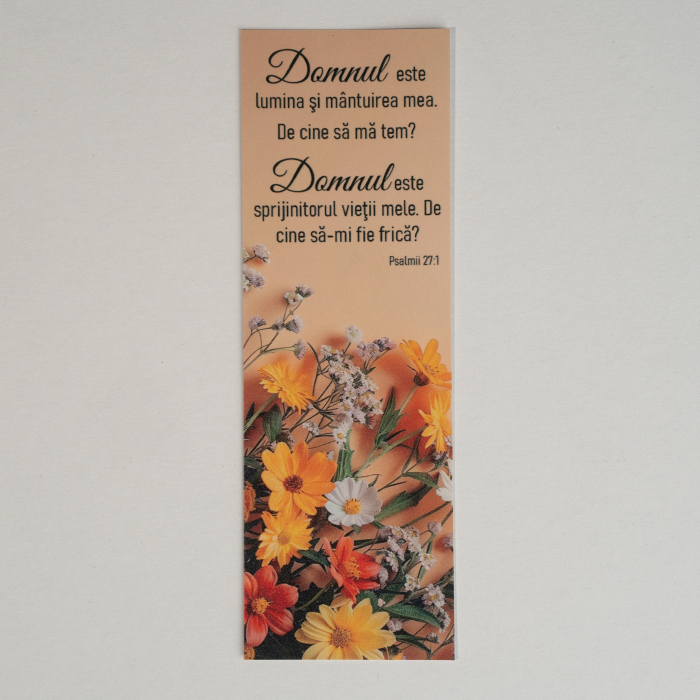 Domnul este
lumina şi mântuirea mea.
De cine să mă tem?
Domnul este
sprijinitorul vieţii mele. De
cine să-mi fie frică?
Psalmii 27:1